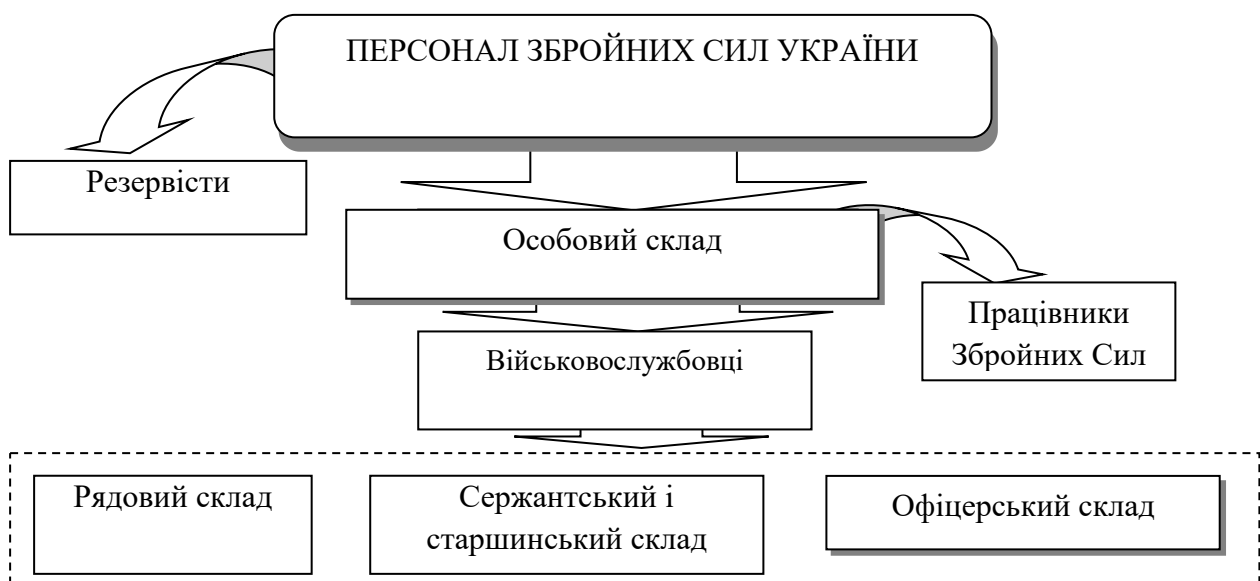 ПЕРСОНАЛ ЗБРОЙНИХ СИЛ УКРАЇНИ
Резервісти
Особовий склад
Працівники
Збройних Сил
Військовослужбовці
Рядовий склад
Сержантський і
старшинський склад
Офіцерський склад